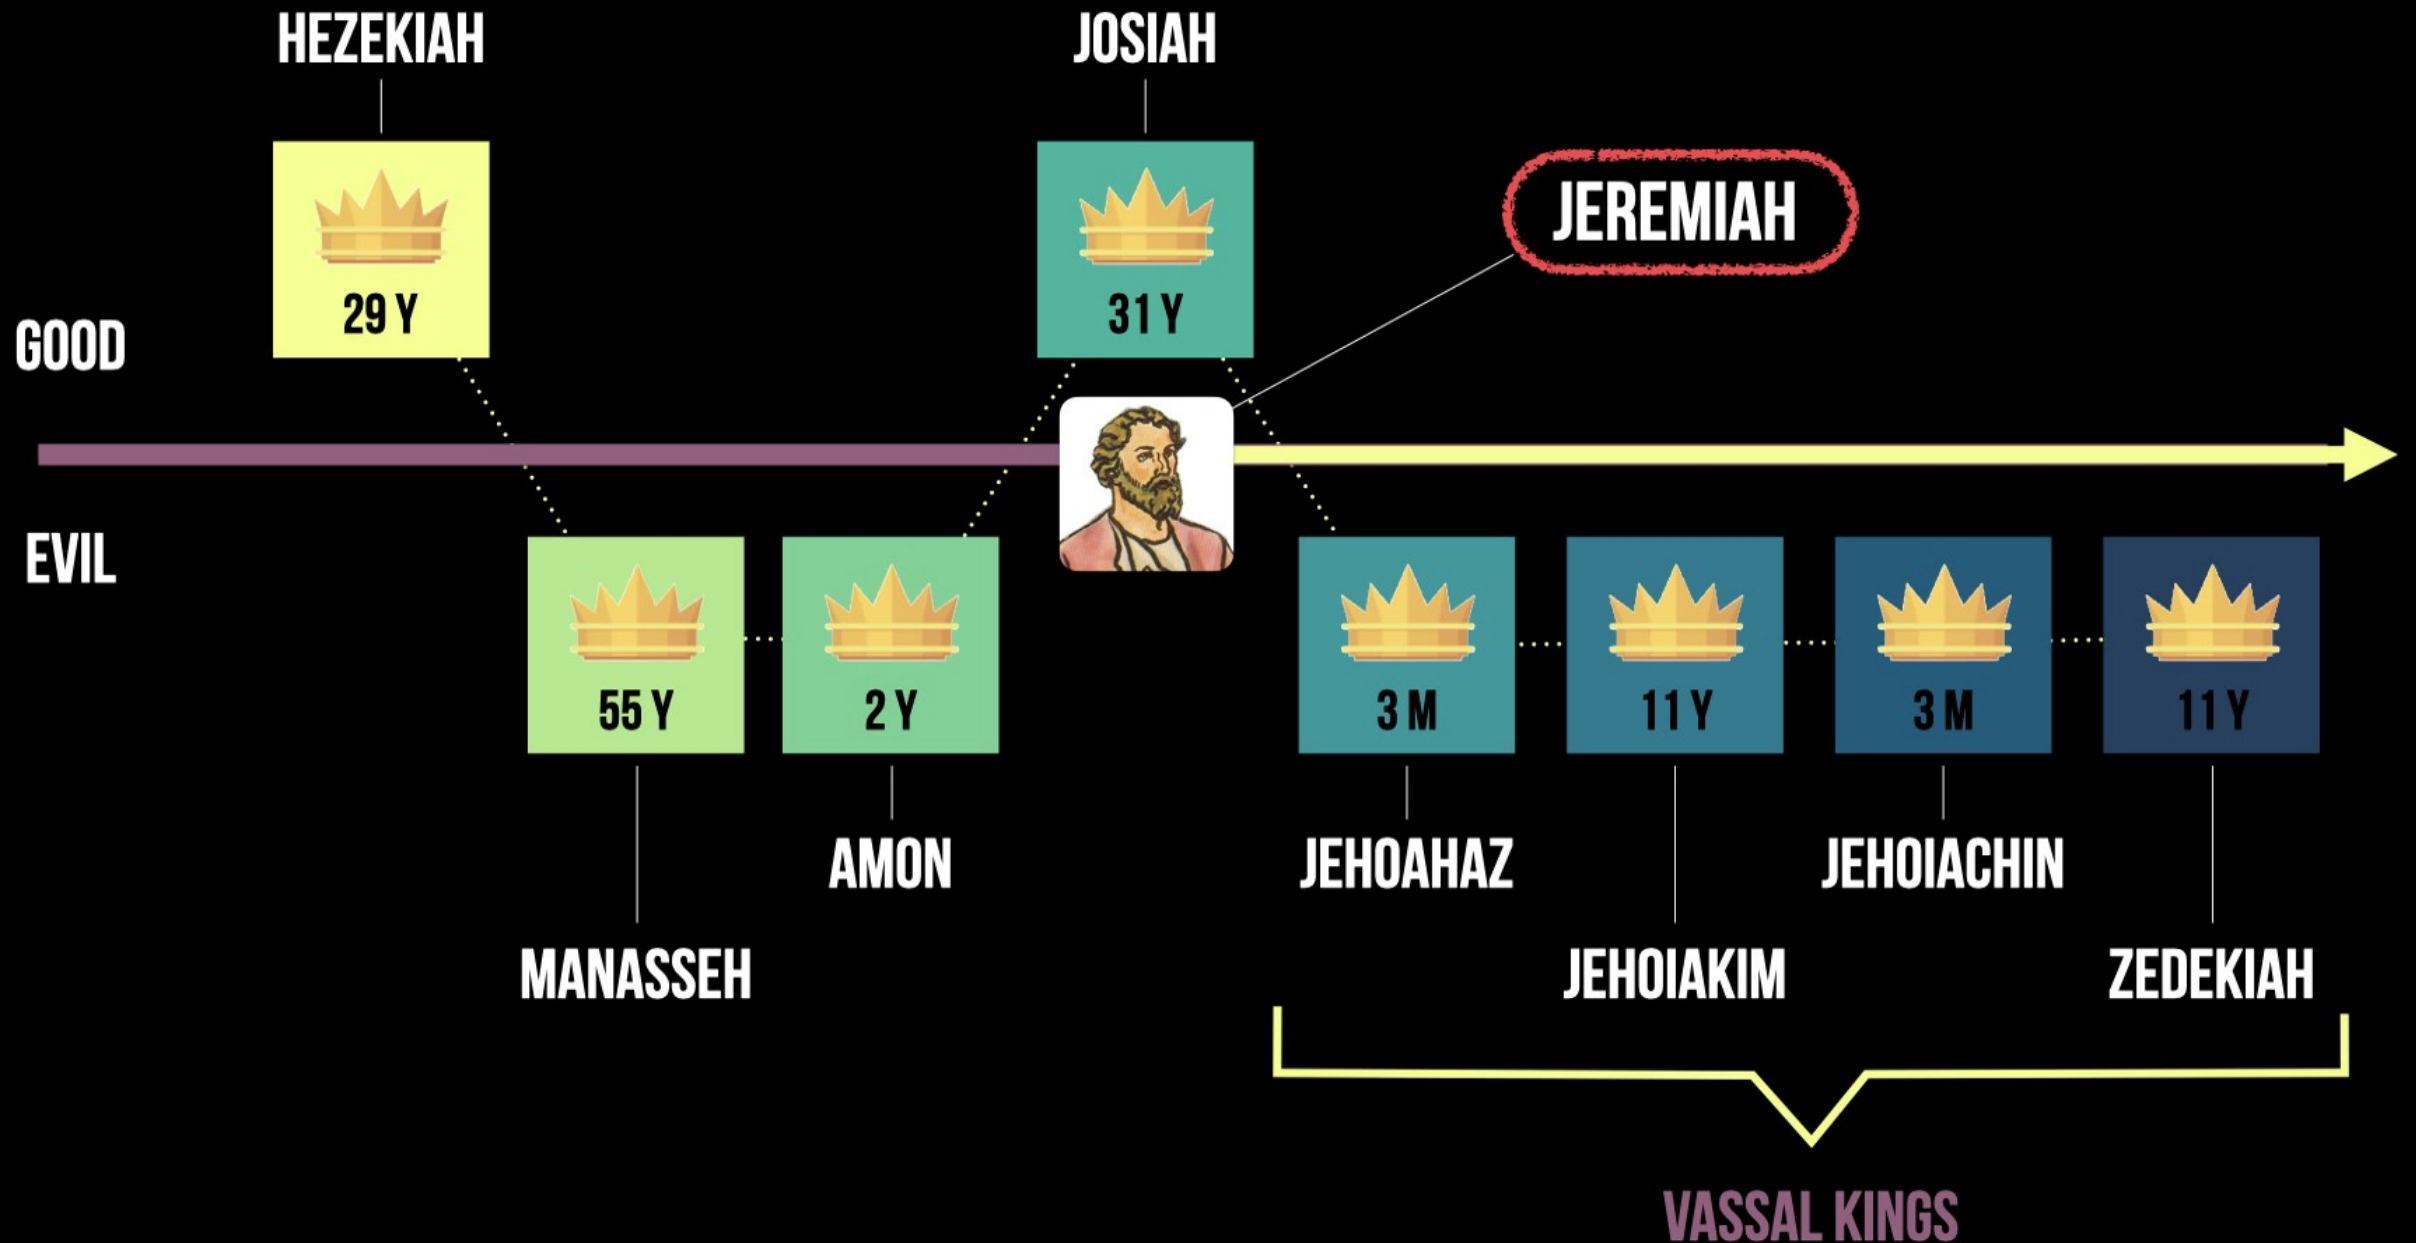 HEZEKIAH
JOSIAH
JEREMIAH
29 Y
31 Y
GOOD
EVIL
55 Y
2 Y
3 M
11 Y
3 M
11 Y
AMON
JEHOAHAZ
JEHOIACHIN
MANASSEH
JEHOIAKIM
ZEDEKIAH
VASSAL KINGS